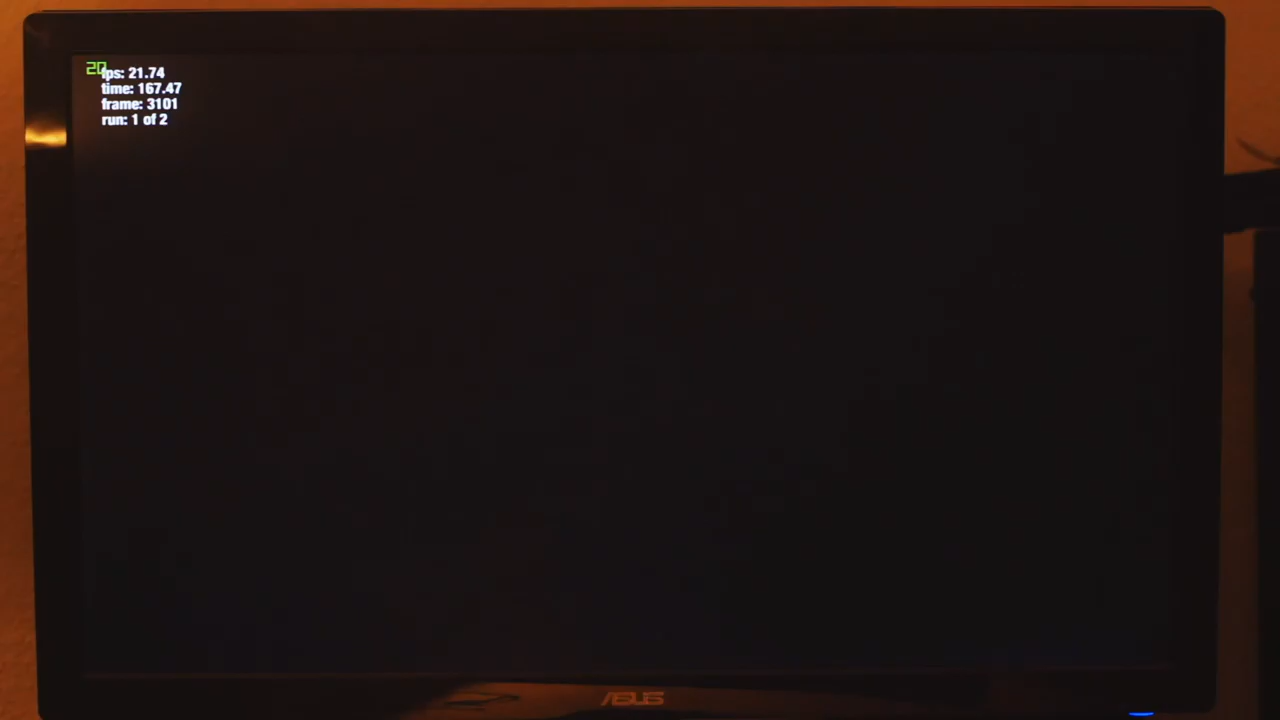 20
fps: 21.74
time: 167.47
frame: 3101
run: 1 of 2
ASUS